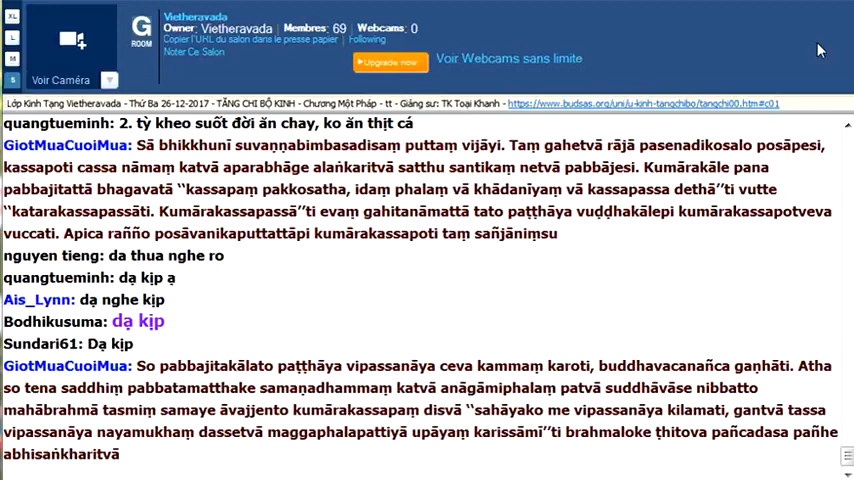 XL
L
M
S
Voir Caméra
G
ROOM
Vietheravada
Owner: Vietheravada | Membres: 69 | Webcams: 0
Copier l'URL du salon dans le presse papier | Following
Noter Ce Salon
Upgrade now
Voir Webcams sans limite
Lớp Kinh Tạng Vietheravada - Thứ Ba 26-12-2017 - TĂNG CHI BỘ KINH - Chương Một Pháp - tt - Giảng sư: TK Toại Khanh - https://www.budsas.org/uni/u-kinh-tangchibo/tangchi00.htm#c01
quangtueminh: 2. tỳ kheo suốt đời ăn chay, ko ăn thịt cá
GiotMuaCuoiMua: Sā bhikkhunī suvaṇṇabimbasadisaṃ puttaṃ vijāyi. Taṃ gahetvā rājā pasenadikosalo posāpesi,
kassapoti cassa nāmaṃ katvā aparabhāge alaṅkaritvā satthu santikaṃ netvā pabbājesi. Kumārakāle pana
pabbajitattā bhagavatā ‘‘kassapaṃ pakkosatha, idaṃ phalaṃ vā khādanīyaṃ vā kassapassa dethā’’ti vutte
‘‘katarakassapassāti. Kumārakassapassā’’ti evaṃ gahitanāmattā tato paṭṭhāya vuḍḍhakālepi kumārakassapotveva
vuccati. Apica rañño posāvanikaputtattāpi kumārakassapoti taṃ sañjāniṃsu
nguyen tieng: da thua nghe ro
quangtueminh: dạ kịp ạ
Ais_Lynn: dạ nghe kịp
Bodhikusuma: dạ kịp
Sundari61: Dạ kịp
GiotMuaCuoiMua: So pabbajitakālato paṭṭhāya vipassanāya ceva kammaṃ karoti, buddhavacanañca gaṇhāti. Atha
so tena saddhiṃ pabbatamatthake samaṇadhammaṃ katvā anāgāmiphalaṃ patvā suddhāvāse nibbatto
mahābrahmā tasmiṃ samaye āvajjento kumārakassapaṃ disvā ‘‘sahāyako me vipassanāya kilamati, gantvā tassa
vipassanāya nayamukhaṃ dassetvā maggaphalapattiyā upāyaṃ karissāmī’’ti brahmaloke ṭhitova pañcadasa pañhe
abhisaṅkharitvā